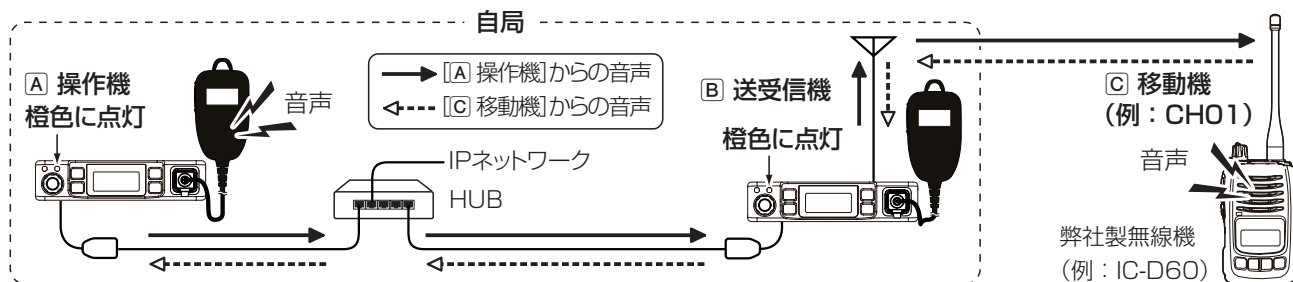 自局
A 操作機
橙色に点灯
音声
[A 操作機]からの音声
[C 移動機]からの音声
IPネットワーク
HUB
B 送受信機
橙色に点灯
C 移動機
(例：CH01)
音声
弊社製無線機
(例：IC-D60)